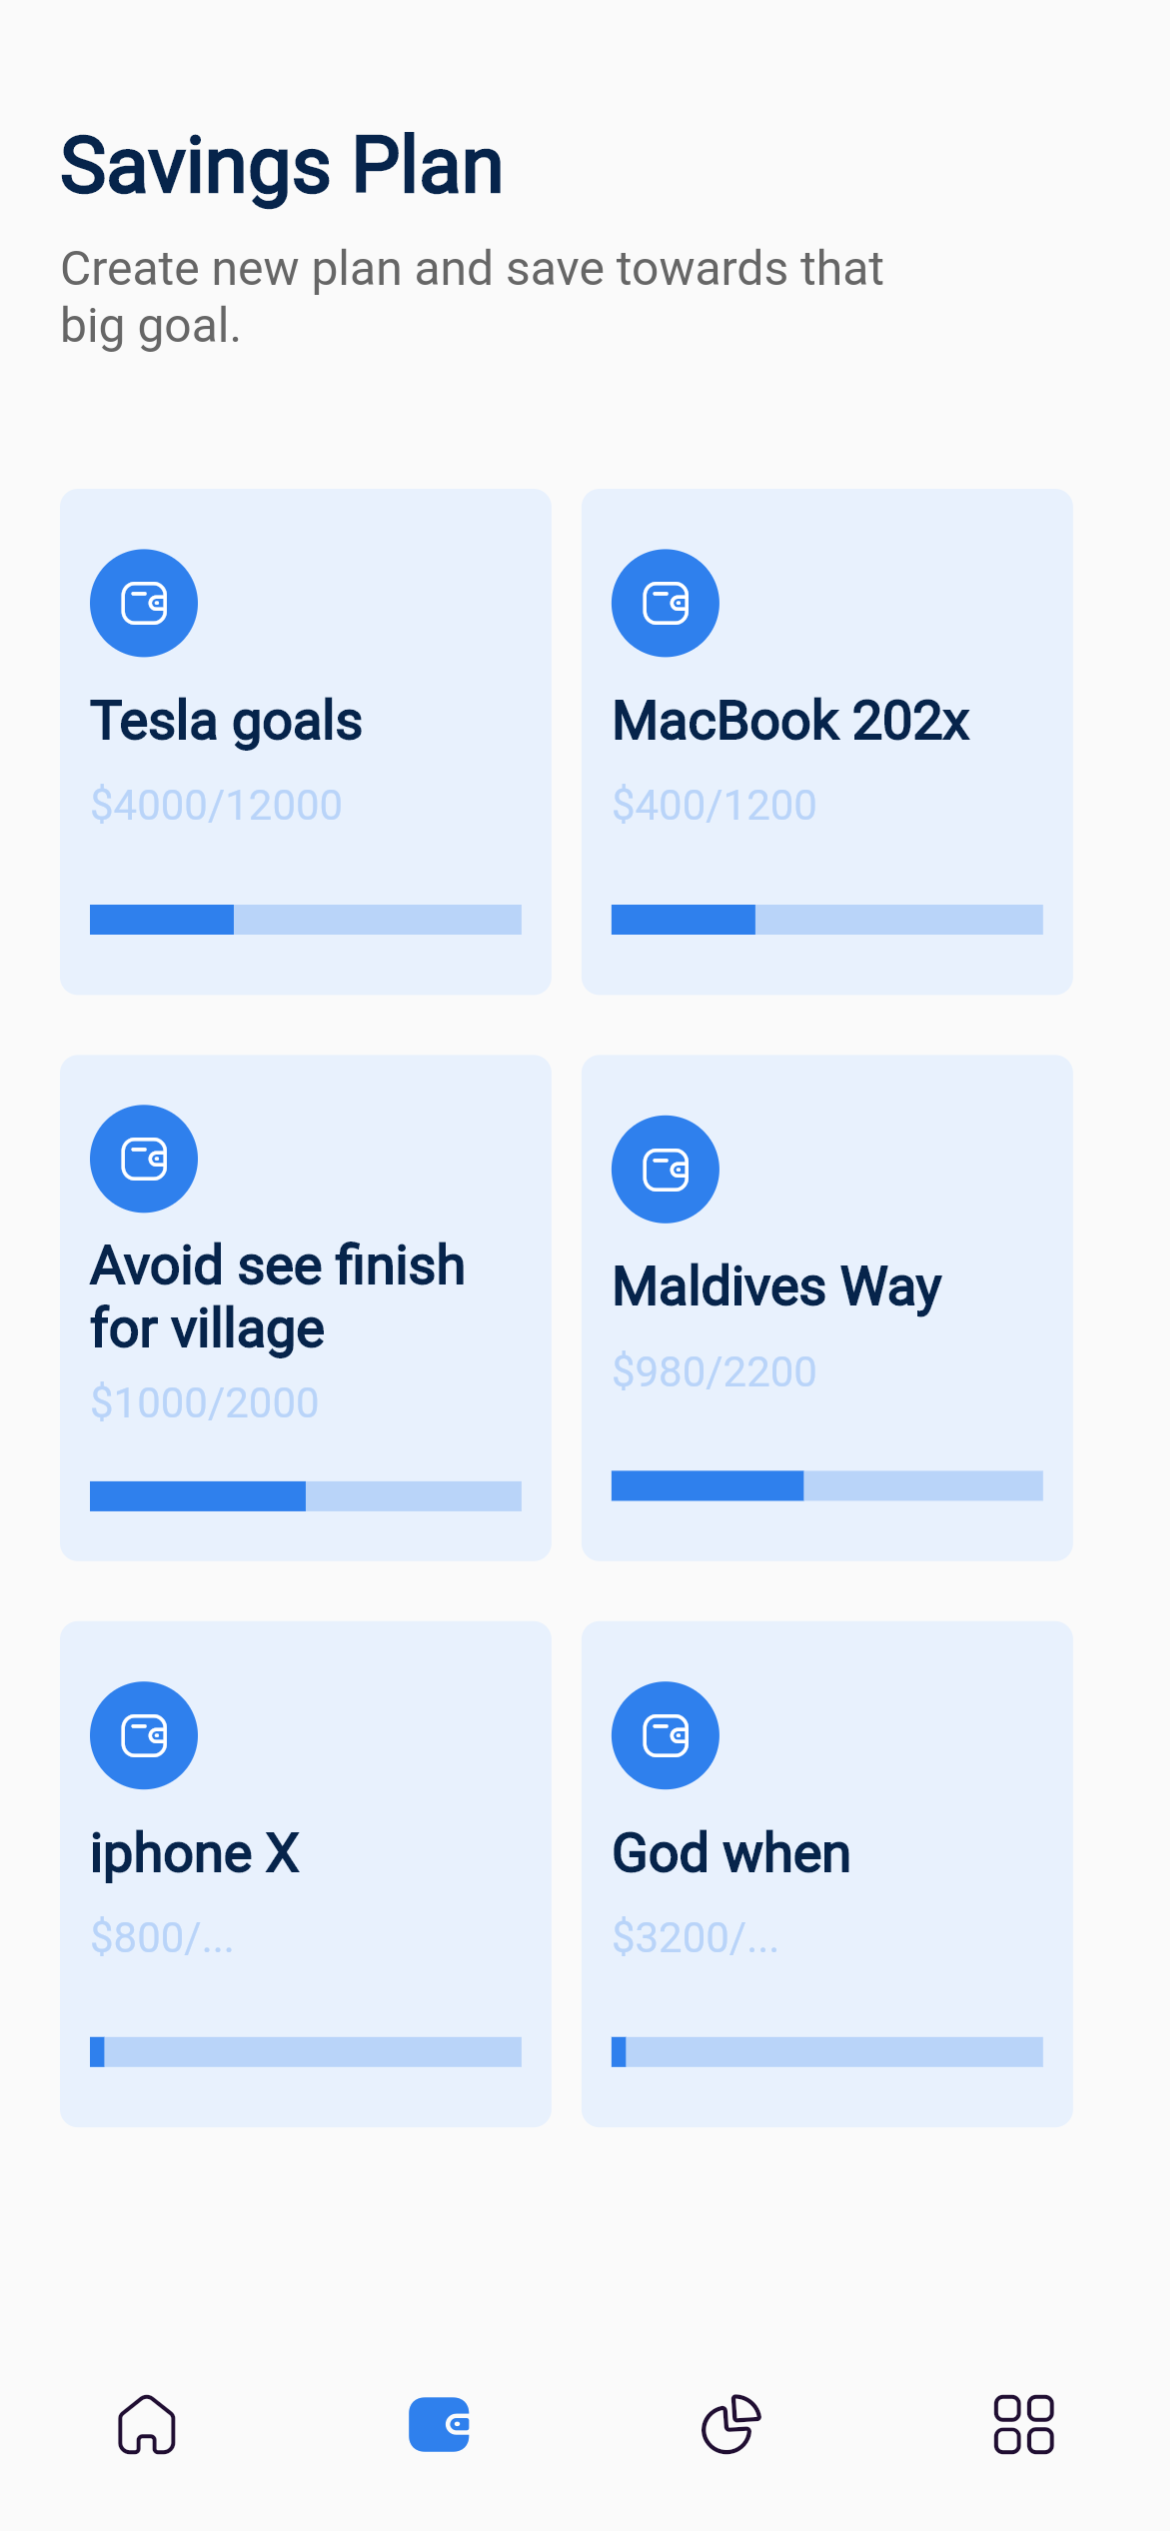 Savings Plan
Create new plan and save towards that
big goal.
Tesla goals
$4000/12000
MacBook 202x
$400/1200
Avoid see finish
for village
$1000/2000
Maldives Way
$980/2200
iphone X
$800/...
God when
$3200/...